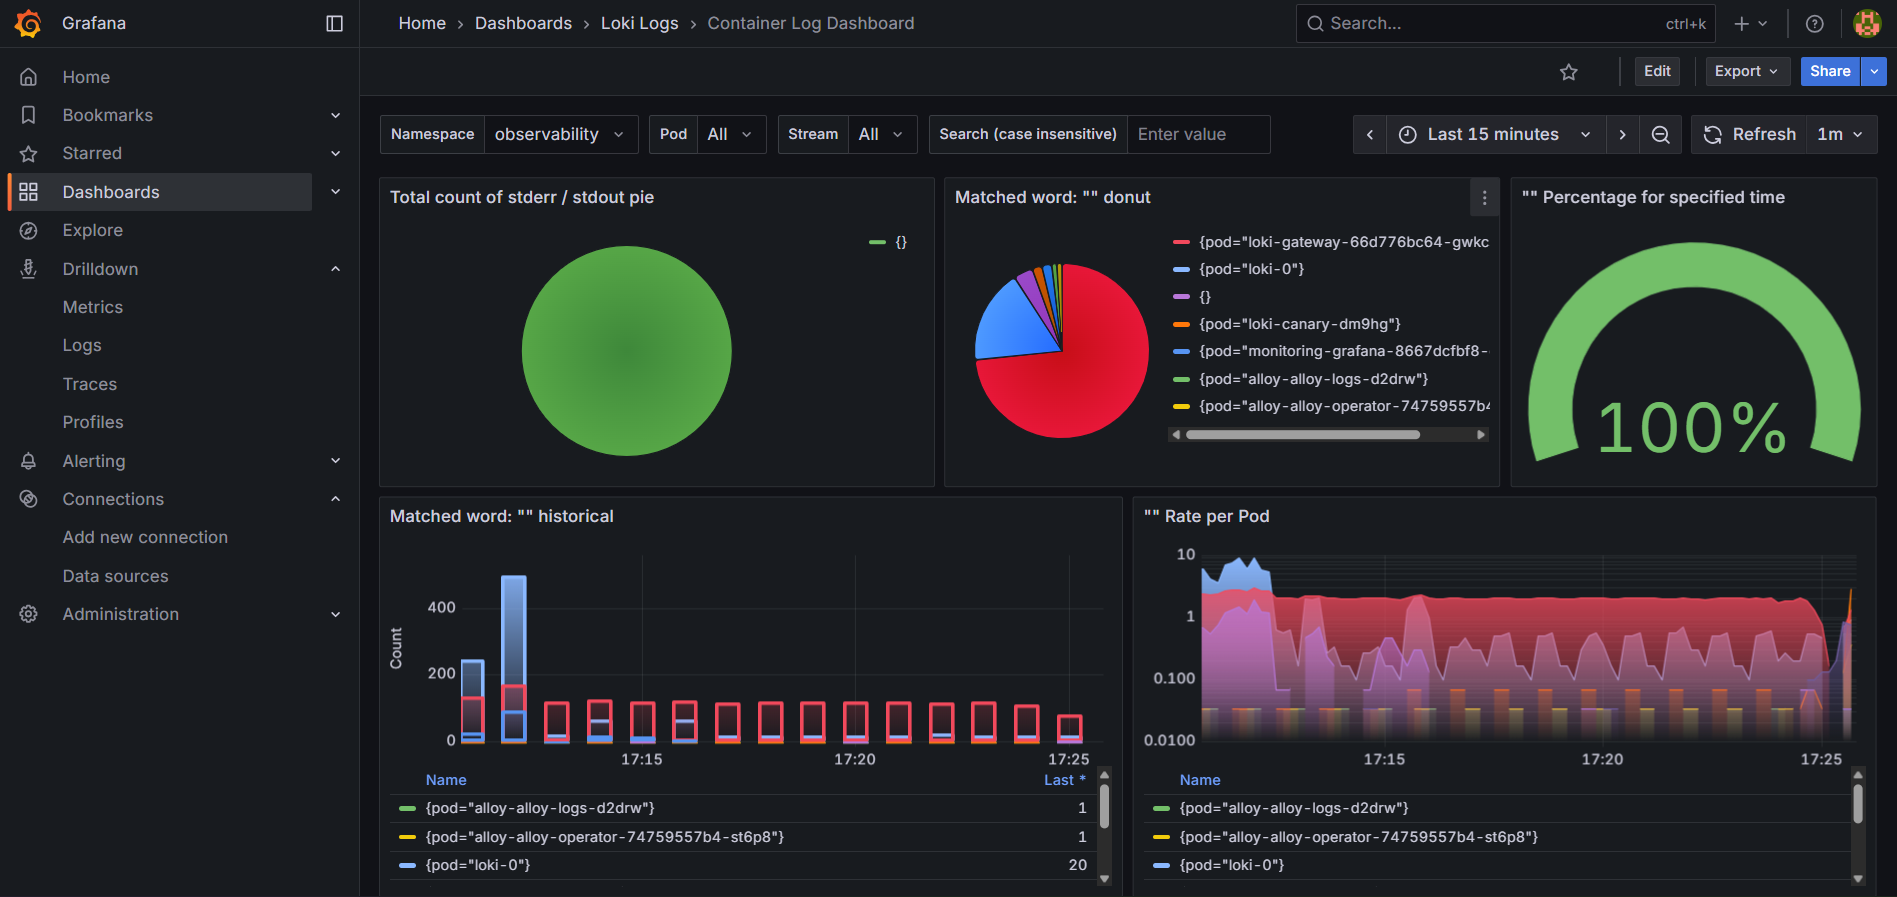 Grafana
Home › Dashboards › Loki Logs › Container Log Dashboard
Search... ctrl+k
Edit Export Share
Home
Bookmarks
Starred
Dashboards
Explore
Drilldown
Metrics
Logs
Traces
Profiles
Alerting
Connections
Add new connection
Data sources
Administration
Namespace observability Pod All Stream All Search (case insensitive) Enter value
Last 15 minutes Refresh 1m
Total count of stderr / stdout pie
{}
Matched word: "" donut
{pod="loki-gateway-66d776bc64-gwkc
{pod="loki-0"}
{}
{pod="loki-canary-dm9hg"}
{pod="monitoring-grafana-8667dcfbf8-
{pod="alloy-alloy-logs-d2drw"}
{pod="alloy-alloy-operator-74759557b4
"" Percentage for specified time
100%
Matched word: "" historical
Count
400
200
0
17:15 17:20 17:25
Name Last *
{pod="alloy-alloy-logs-d2drw"} 1
{pod="alloy-alloy-operator-74759557b4-st6p8"} 1
{pod="loki-0"} 20
"" Rate per Pod
10
1
0.100
0.0100
17:15 17:20 17:25
Name
{pod="alloy-alloy-logs-d2drw"}
{pod="alloy-alloy-operator-74759557b4-st6p8"}
{pod="loki-0"}